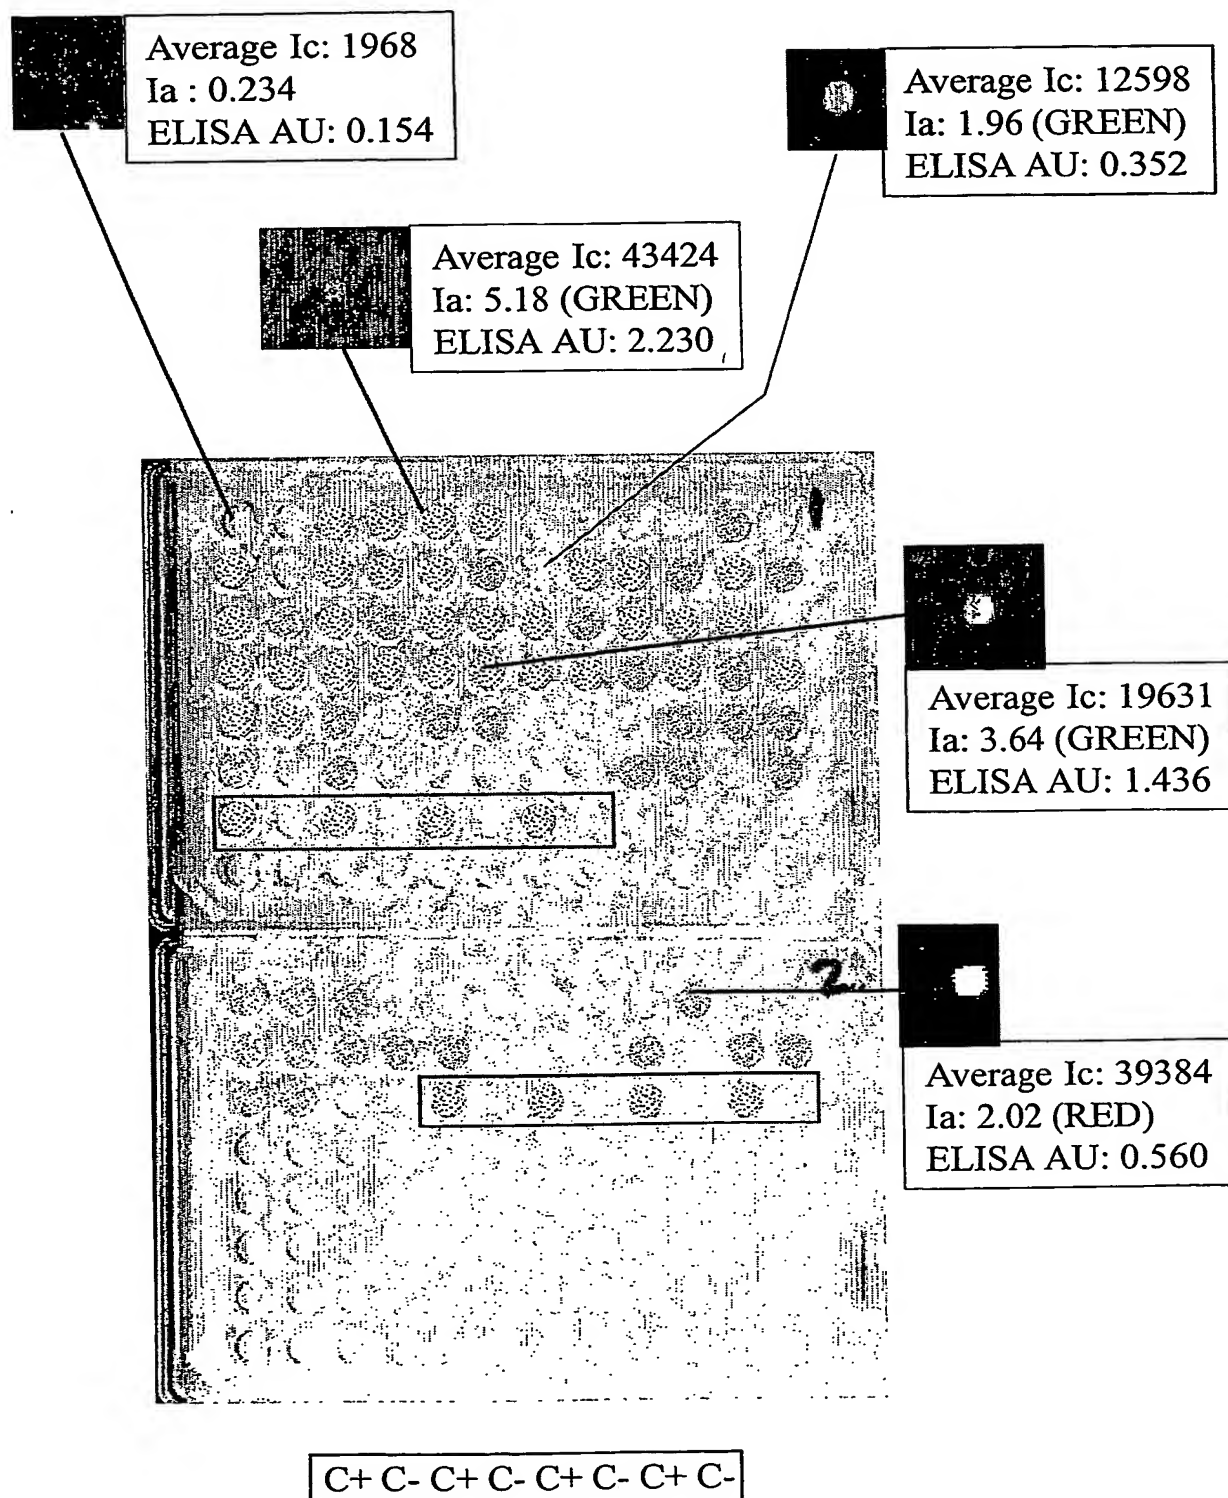 Average Ic: 1968
Ia : 0.234
ELISA AU: 0.154
Average Ic: 12598
Ia: 1.96 (GREEN)
ELISA AU: 0.352
Average Ic: 43424
Ia: 5.18 (GREEN)
ELISA AU: 2.230
Average Ic: 19631
Ia: 3.64 (GREEN)
ELISA AU: 1.436
2
Average Ic: 39384
Ia: 2.02 (RED)
ELISA AU: 0.560
C+ C- C+ C- C+ C- C+ C-